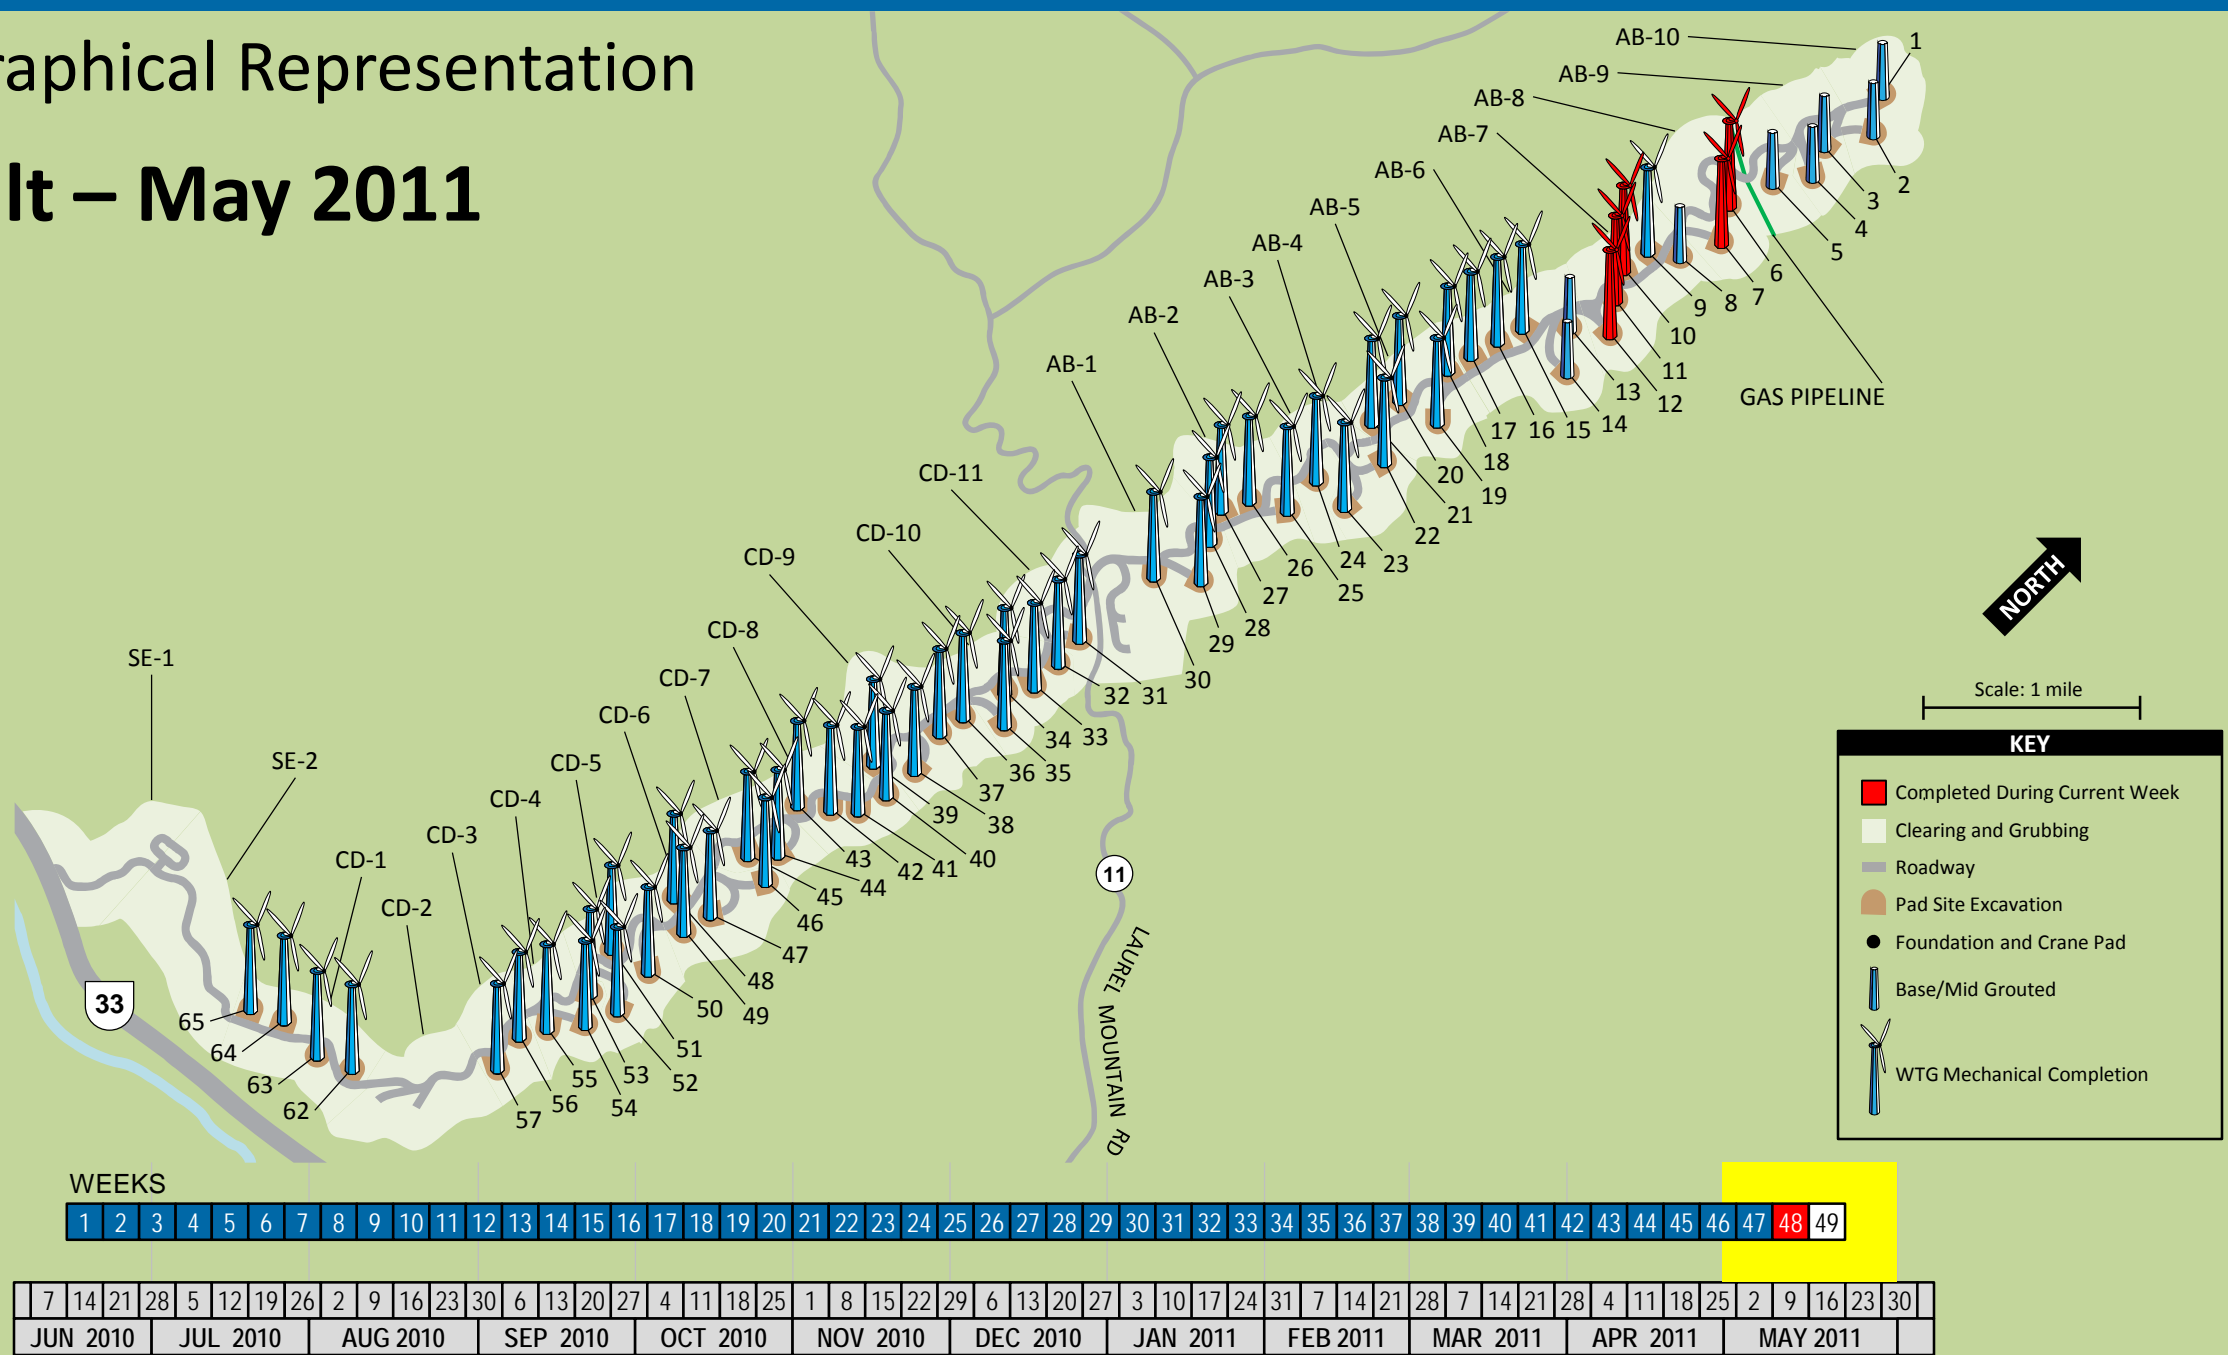 raphical Representation
lt – May 2011
AB-10
1
AB-9
AB-8
AB-7
AB-6
AB-5
AB-4
AB-3
AB-2
AB-1
2
3
4
5
6
7
8
9
10
11
12
13
14
15
16
17
18
19
20
21
22
23
24
25
26
27
28
29
30
GAS PIPELINE
CD-11
CD-10
CD-9
CD-8
CD-7
CD-6
CD-5
CD-4
CD-3
CD-2
CD-1
SE-2
SE-1
31
32
33
34
35
36
37
38
39
40
41
42
43
44
45
46
47
48
49
50
51
52
53
54
55
56
57
62
63
64
65
33
11
LAUREL MOUNTAIN RD
NORTH
Scale: 1 mile
KEY
Completed During Current Week
Clearing and Grubbing
Roadway
Pad Site Excavation
Foundation and Crane Pad
Base/Mid Grouted
WTG Mechanical Completion
WEEKS
1 2 3 4 5 6 7 8 9 10 11 12 13 14 15 16 17 18 19 20 21 22 23 24 25 26 27 28 29 30 31 32 33 34 35 36 37 38 39 40 41 42 43 44 45 46 47 48 49
7 14 21 28 5 12 19 26 2 9 16 23 30 6 13 20 27 4 11 18 25 1 8 15 22 29 6 13 20 27 3 10 17 24 31 7 14 21 28 7 14 21 28 4 11 18 25 2 9 16 23 30
JUN 2010 JUL 2010 AUG 2010 SEP 2010 OCT 2010 NOV 2010 DEC 2010 JAN 2011 FEB 2011 MAR 2011 APR 2011 MAY 2011